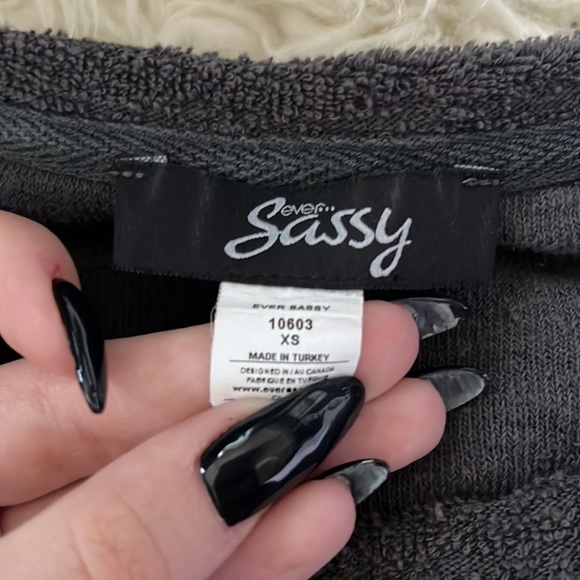 ever...
Sassy
EVER SASSY
10603
XS
MADE IN TURKEY
DESIGNED IN / AU CANADA
FABRIQUE EN TURQUIE